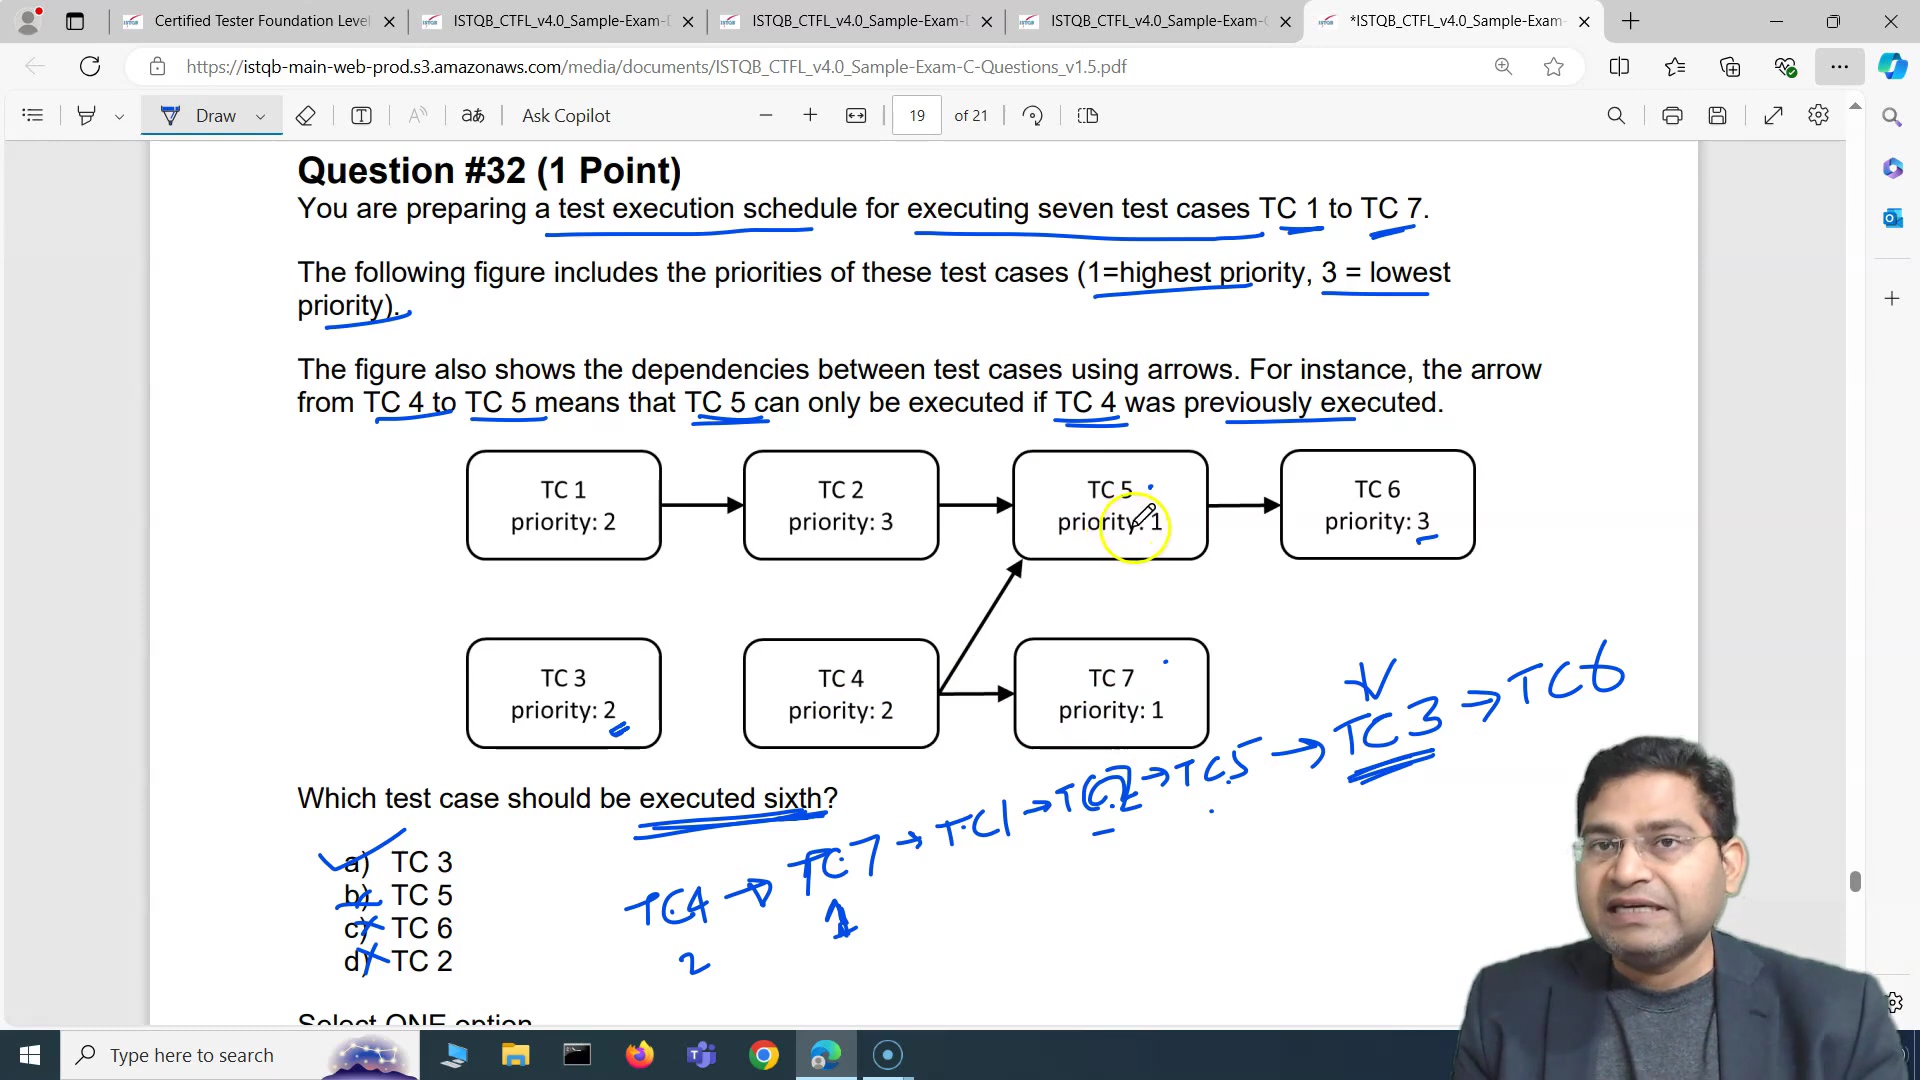 Certified Tester Foundation Level
ISTQB_CTFL_v4.0_Sample-Exam-D
ISTQB_CTFL_v4.0_Sample-Exam-D
ISTQB_CTFL_v4.0_Sample-Exam-C
*ISTQB_CTFL_v4.0_Sample-Exam-
https://istqb-main-web-prod.s3.amazonaws.com/media/documents/ISTQB_CTFL_v4.0_Sample-Exam-C-Questions_v1.5.pdf
Draw
aあ
Ask Copilot
19 of 21
Question #32 (1 Point)
You are preparing a test execution schedule for executing seven test cases TC 1 to TC 7.
The following figure includes the priorities of these test cases (1=highest priority, 3 = lowest
priority).
The figure also shows the dependencies between test cases using arrows. For instance, the arrow
from TC 4 to TC 5 means that TC 5 can only be executed if TC 4 was previously executed.
TC 1
priority: 2
TC 2
priority: 3
TC 5
priority: 1
TC 6
priority: 3
TC 3
priority: 2
TC 4
priority: 2
TC 7
priority: 1
Which test case should be executed sixth?
TC4 → TC7 → TC1 → TC2 → TC5 → TC3 → TC6
2
1
a) TC 3
b) TC 5
c) TC 6
d) TC 2
Select ONE option
Type here to search